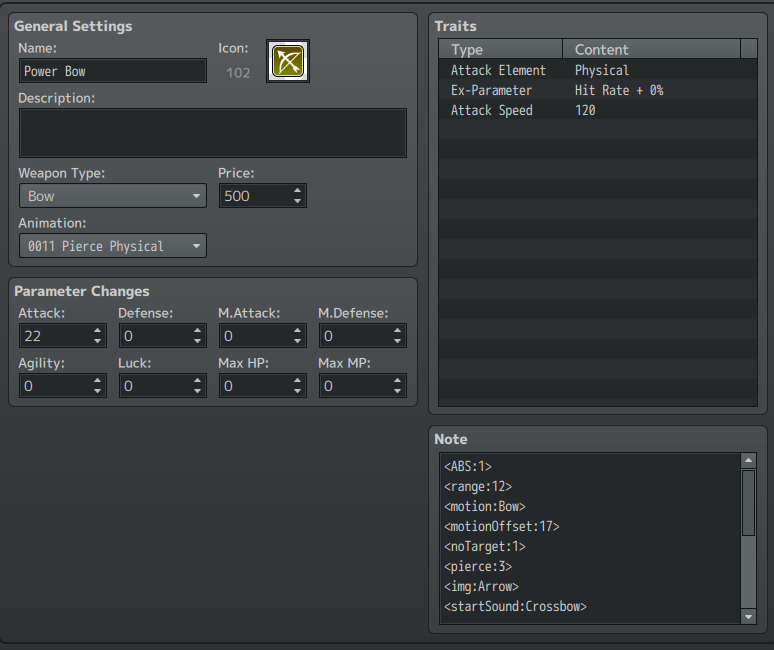 General Settings
Name:
Icon:
Power Bow
102
Description:
Weapon Type:
Price:
Bow
500
Animation:
0011 Pierce Physical
Parameter Changes
Attack:
Defense:
M.Attack:
M.Defense:
22
0
0
0
Agility:
Luck:
Max HP:
Max MP:
0
0
0
0
Traits
Type
Content
Attack Element
Physical
Ex-Parameter
Hit Rate + 0%
Attack Speed
120
Note
<ABS:1>
<range:12>
<motion:Bow>
<motionOffset:17>
<noTarget:1>
<pierce:3>
<img:Arrow>
<startSound:Crossbow>